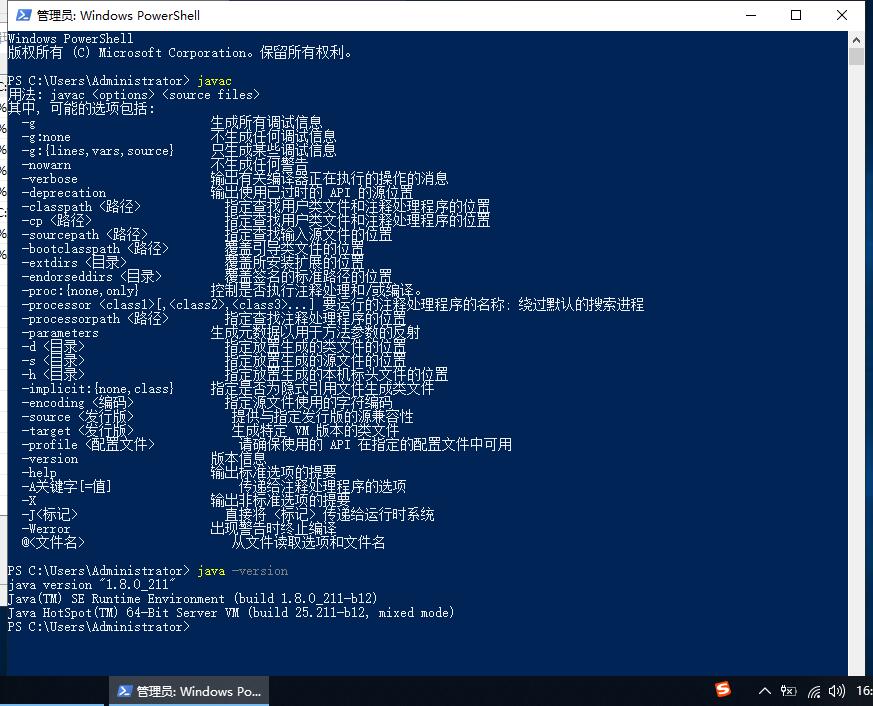 管理员: Windows PowerShell
Windows PowerShell
版权所有 (C) Microsoft Corporation。保留所有权利。
PS C:\Users\Administrator> javac
用法: javac <options> <source files>
其中, 可能的选项包括:
-g 生成所有调试信息
-g:none 不生成任何调试信息
-g:{lines,vars,source} 只生成某些调试信息
-nowarn 不生成任何警告
-verbose 输出有关编译器正在执行的操作的消息
-deprecation 输出使用已过时的 API 的源位置
-classpath <路径> 指定查找用户类文件和注释处理程序的位置
-cp <路径> 指定查找用户类文件和注释处理程序的位置
-sourcepath <路径> 指定查找输入源文件的位置
-bootclasspath <路径> 覆盖引导类文件的位置
-extdirs <目录> 覆盖所安装扩展的位置
-endorseddirs <目录> 覆盖签名的标准路径的位置
-proc:{none,only} 控制是否执行注释处理和/或编译。
-processor <class1>[,<class2>,<class3>...] 要运行的注释处理程序的名称; 绕过默认的搜索进程
-processorpath <路径> 指定查找注释处理程序的位置
-parameters 生成元数据以用于方法参数的反射
-d <目录> 指定放置生成的类文件的位置
-s <目录> 指定放置生成的源文件的位置
-h <目录> 指定放置生成的本机标头文件的位置
-implicit:{none,class} 指定是否为隐式引用文件生成类文件
-encoding <编码> 指定源文件使用的字符编码
-source <发行版> 提供与指定发行版的源兼容性
-target <发行版> 生成特定 VM 版本的类文件
-profile <配置文件> 请确保使用的 API 在指定的配置文件中可用
-version 版本信息
-help 输出标准选项的提要
-A关键字[=值] 传递给注释处理程序的选项
-X 输出非标准选项的提要
-J<标记> 直接将 <标记> 传递给运行时系统
-Werror 出现警告时终止编译
@<文件名> 从文件读取选项和文件名
PS C:\Users\Administrator> java -version
java version "1.8.0_211"
Java(TM) SE Runtime Environment (build 1.8.0_211-b12)
Java HotSpot(TM) 64-Bit Server VM (build 25.211-b12, mixed mode)
PS C:\Users\Administrator>
管理员: Windows Po...
16: